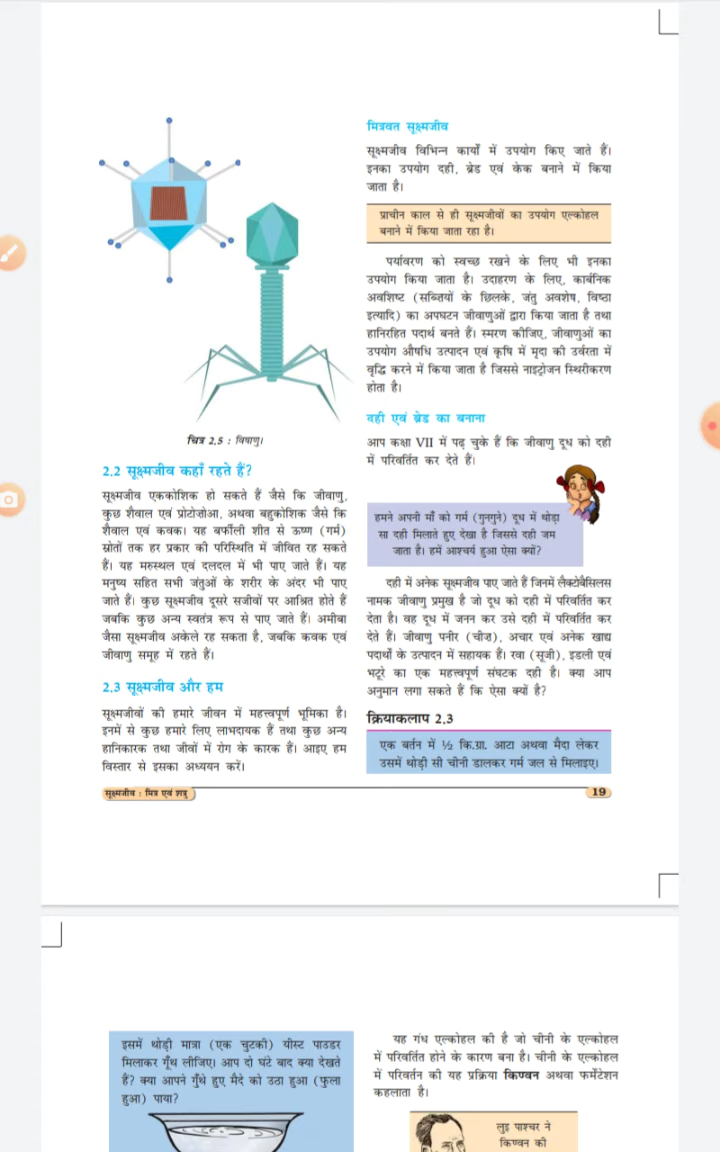 चित्र 2.5 : विषाणु।
2.2 सूक्ष्मजीव कहाँ रहते हैं?
सूक्ष्मजीव एककोशिक हो सकते हैं जैसे कि जीवाणु,
कुछ शैवाल एवं प्रोटोजोआ, अथवा बहुकोशिक जैसे कि
शैवाल एवं कवक। यह बर्फीली शीत से ऊष्ण (गर्म)
स्रोतों तक हर प्रकार की परिस्थिति में जीवित रह सकते
हैं। यह मरुस्थल एवं दलदल में भी पाए जाते हैं। यह
मनुष्य सहित सभी जंतुओं के शरीर के अंदर भी पाए
जाते हैं। कुछ सूक्ष्मजीव दूसरे सजीवों पर आश्रित होते हैं
जबकि कुछ अन्य स्वतंत्र रूप से पाए जाते हैं। अमीबा
जैसा सूक्ष्मजीव अकेले रह सकता है, जबकि कवक एवं
जीवाणु समूह में रहते हैं।
2.3 सूक्ष्मजीव और हम
सूक्ष्मजीवों की हमारे जीवन में महत्त्वपूर्ण भूमिका है।
इनमें से कुछ हमारे लिए लाभदायक हैं तथा कुछ अन्य
हानिकारक तथा जीवों में रोग के कारक हैं। आइए हम
विस्तार से इसका अध्ययन करें।
मित्रवत सूक्ष्मजीव
सूक्ष्मजीव विभिन्न कार्यों में उपयोग किए जाते हैं।
इनका उपयोग दही, ब्रेड एवं केक बनाने में किया
जाता है।
प्राचीन काल से ही सूक्ष्मजीवों का उपयोग एल्कोहल
बनाने में किया जाता रहा है।
पर्यावरण को स्वच्छ रखने के लिए भी इनका
उपयोग किया जाता है। उदाहरण के लिए, कार्बनिक
अवशिष्ट (सब्ज़ियों के छिलके, जंतु अवशेष, विष्ठा
इत्यादि) का अपघटन जीवाणुओं द्वारा किया जाता है तथा
हानिरहित पदार्थ बनते हैं। स्मरण कीजिए, जीवाणुओं का
उपयोग औषधि उत्पादन एवं कृषि में मृदा की उर्वरता में
वृद्धि करने में किया जाता है जिससे नाइट्रोजन स्थिरीकरण
होता है।
दही एवं ब्रेड का बनाना
आप कक्षा VII में पढ़ चुके हैं कि जीवाणु दूध को दही
में परिवर्तित कर देते हैं।
हमने अपनी माँ को गर्म (गुनगुने) दूध में थोड़ा
सा दही मिलाते हुए देखा है जिससे दही जम
जाता है। हमें आश्चर्य हुआ ऐसा क्यों?
दही में अनेक सूक्ष्मजीव पाए जाते हैं जिनमें लैक्टोबैसिलस
नामक जीवाणु प्रमुख है जो दूध को दही में परिवर्तित कर
देता है। वह दूध में जनन कर उसे दही में परिवर्तित कर
देते हैं। जीवाणु पनीर (चीज़), अचार एवं अनेक खाद्य
पदार्थों के उत्पादन में सहायक हैं। रवा (सूजी), इडली एवं
भटूरे का एक महत्त्वपूर्ण संघटक दही है। क्या आप
अनुमान लगा सकते हैं कि ऐसा क्यों है?
क्रियाकलाप 2.3
एक बर्तन में ½ कि.ग्रा. आटा अथवा मैदा लेकर
उसमें थोड़ी सी चीनी डालकर गर्म जल से मिलाइए।
सूक्ष्मजीव : मित्र एवं शत्रु
19
इसमें थोड़ी मात्रा (एक चुटकी) यीस्ट पाउडर
मिलाकर गूँथ लीजिए। आप दो घंटे बाद क्या देखते
हैं? क्या आपने गुँथे हुए मैदे को उठा हुआ (फुला
हुआ) पाया?
यह गंध एल्कोहल की है जो चीनी के एल्कोहल
में परिवर्तित होने के कारण बना है। चीनी के एल्कोहल
में परिवर्तन की यह प्रक्रिया किण्वन अथवा फर्मेंटेशन
कहलाता है।
लुइ पाश्चर ने
किण्वन की